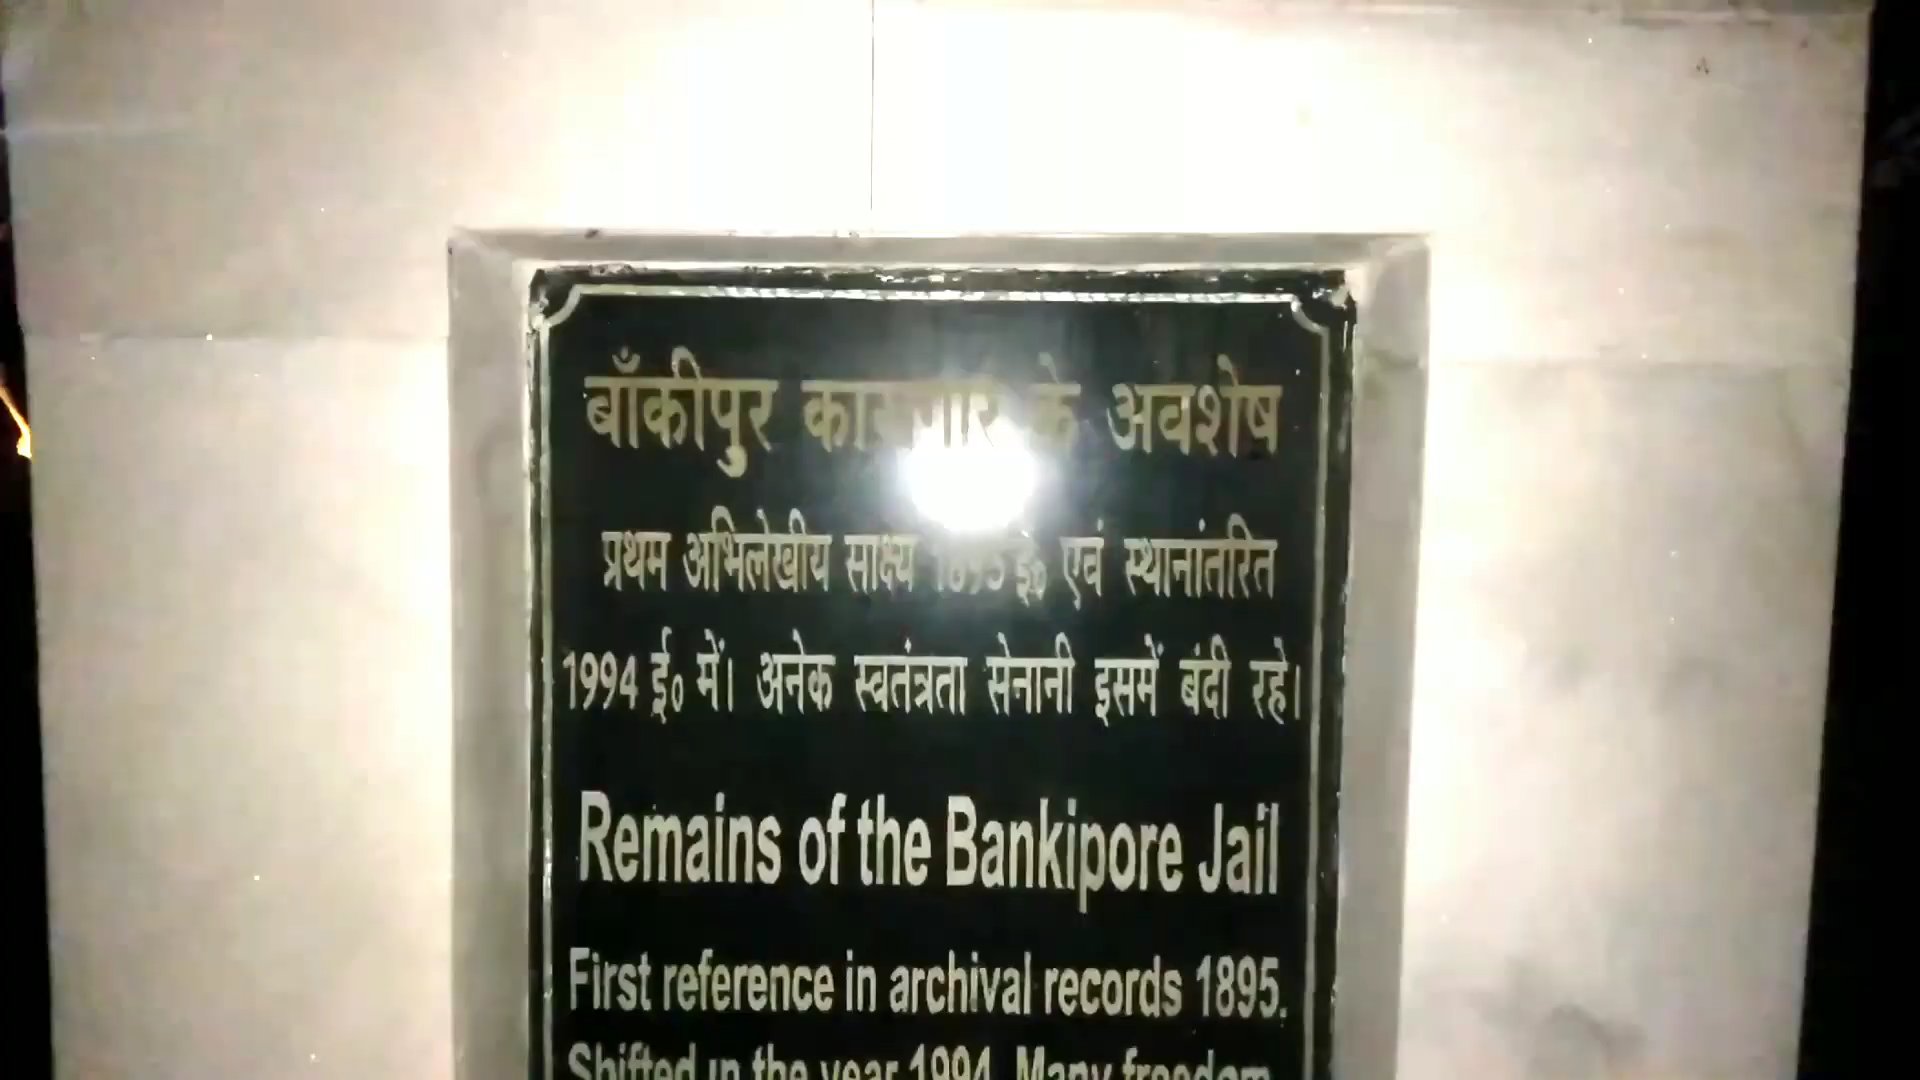 बाँकीपुर कारागार के अवशेष
प्रथम अभिलेखीय साक्ष्य 1895 ई० एवं स्थानांतरित
1994 ई० में। अनेक स्वतंत्रता सेनानी इसमें बंदी रहे।
Remains of the Bankipore Jail
First reference in archival records 1895.
Shifted in the year 1994. Many freedom